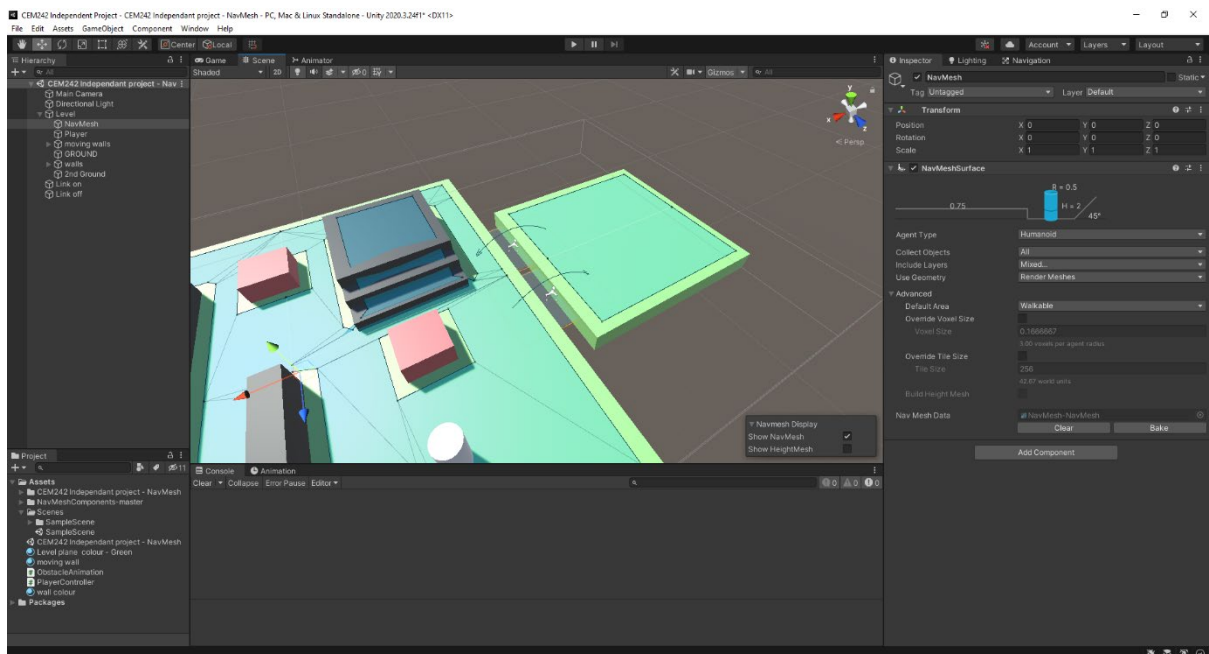 CEM242 Independent Project - CEM242 Independant project - NavMesh - PC, Mac & Linux Standalone - Unity 2020.3.24f1* <DX11>
File Edit Assets GameObject Component Window Help
Center Local
Account Layers Layout
Hierarchy
All
CEM242 Independant project - Nav
Main Camera
Directional Light
Level
NavMesh
Player
moving walls
GROUND
walls
2nd Ground
Link on
Link off
Game Scene Animator
Shaded 2D 0 Gizmos All
y
x
z
Persp
Navmesh Display
Show NavMesh
Show HeightMesh
Project
11
Assets
CEM242 Independant project - NavMesh
NavMeshComponents-master
Scenes
SampleScene
SampleScene
CEM242 Independant project - NavMesh
Level plane colour - Green
moving wall
ObstacleAnimation
PlayerController
wall colour
Packages
Console Animation
Clear Collapse Error Pause Editor 0 0 0
Inspector Lighting Navigation
NavMesh Static
Tag Untagged Layer Default
Transform
Position X 0 Y 0 Z 0
Rotation X 0 Y 0 Z 0
Scale X 1 Y 1 Z 1
NavMeshSurface
R = 0.5
0.75 H = 2
45°
Agent Type Humanoid
Collect Objects All
Include Layers Mixed...
Use Geometry Render Meshes
Advanced
Default Area Walkable
Override Voxel Size
Voxel Size 0.1666667
3.00 voxels per agent radius
Override Tile Size
Tile Size 256
42.67 world units
Build Height Mesh
Nav Mesh Data NavMesh-NavMesh
Clear Bake
Add Component